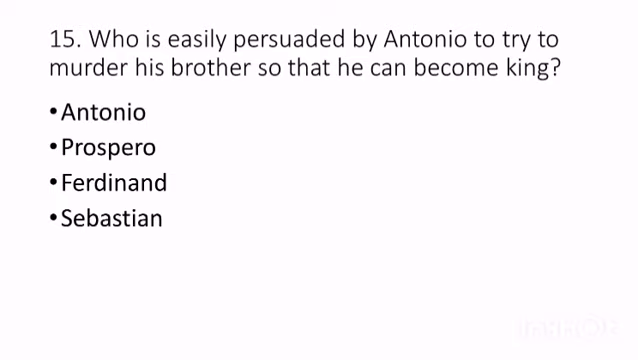 15. Who is easily persuaded by Antonio to try to
murder his brother so that he can become king?
•Antonio
•Prospero
•Ferdinand
•Sebastian